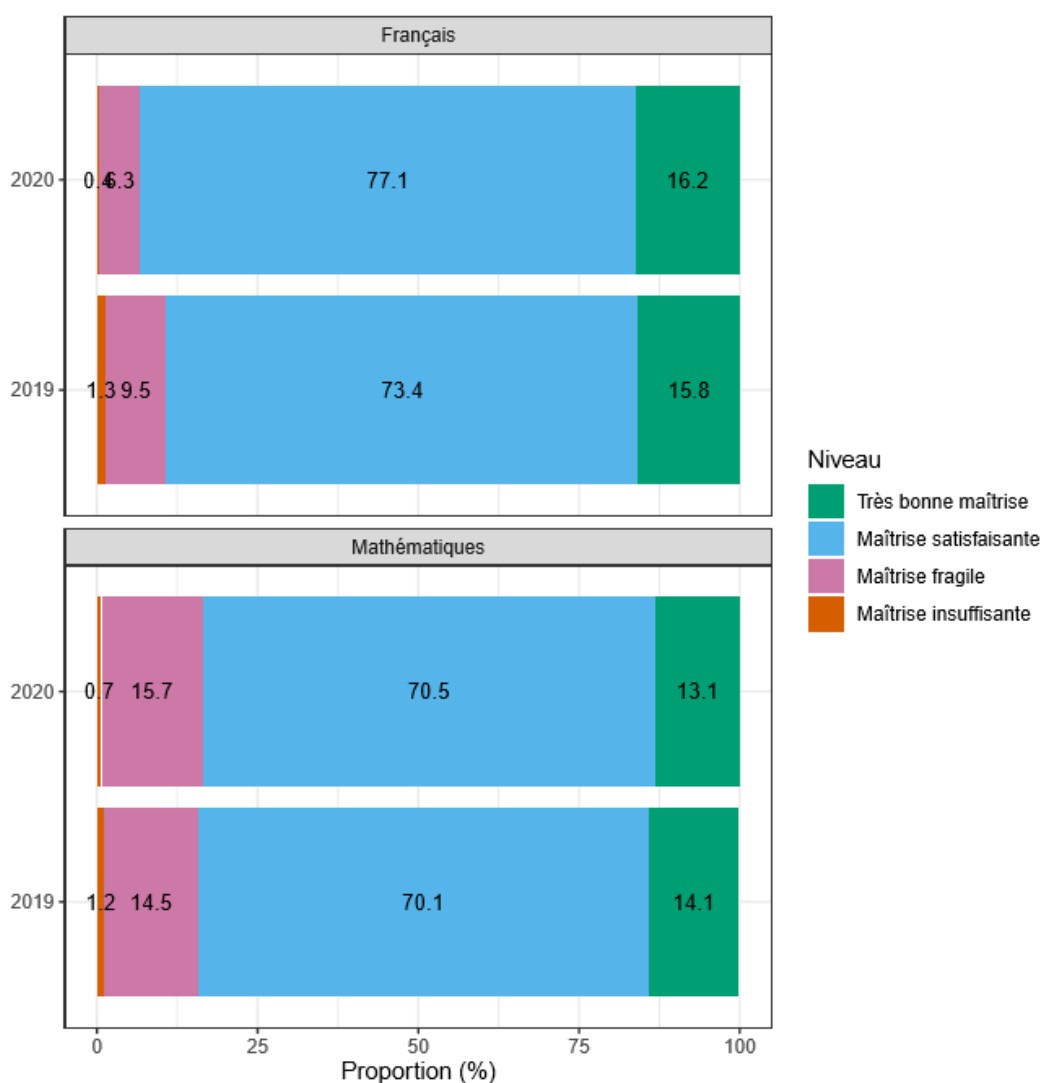 Français
2020
0.4 6.3 77.1 16.2
2019
1.3 9.5 73.4 15.8
Mathématiques
2020
0.7 15.7 70.5 13.1
2019
1.2 14.5 70.1 14.1
0 25 50 75 100
Proportion (%)
Niveau
Très bonne maîtrise
Maîtrise satisfaisante
Maîtrise fragile
Maîtrise insuffisante